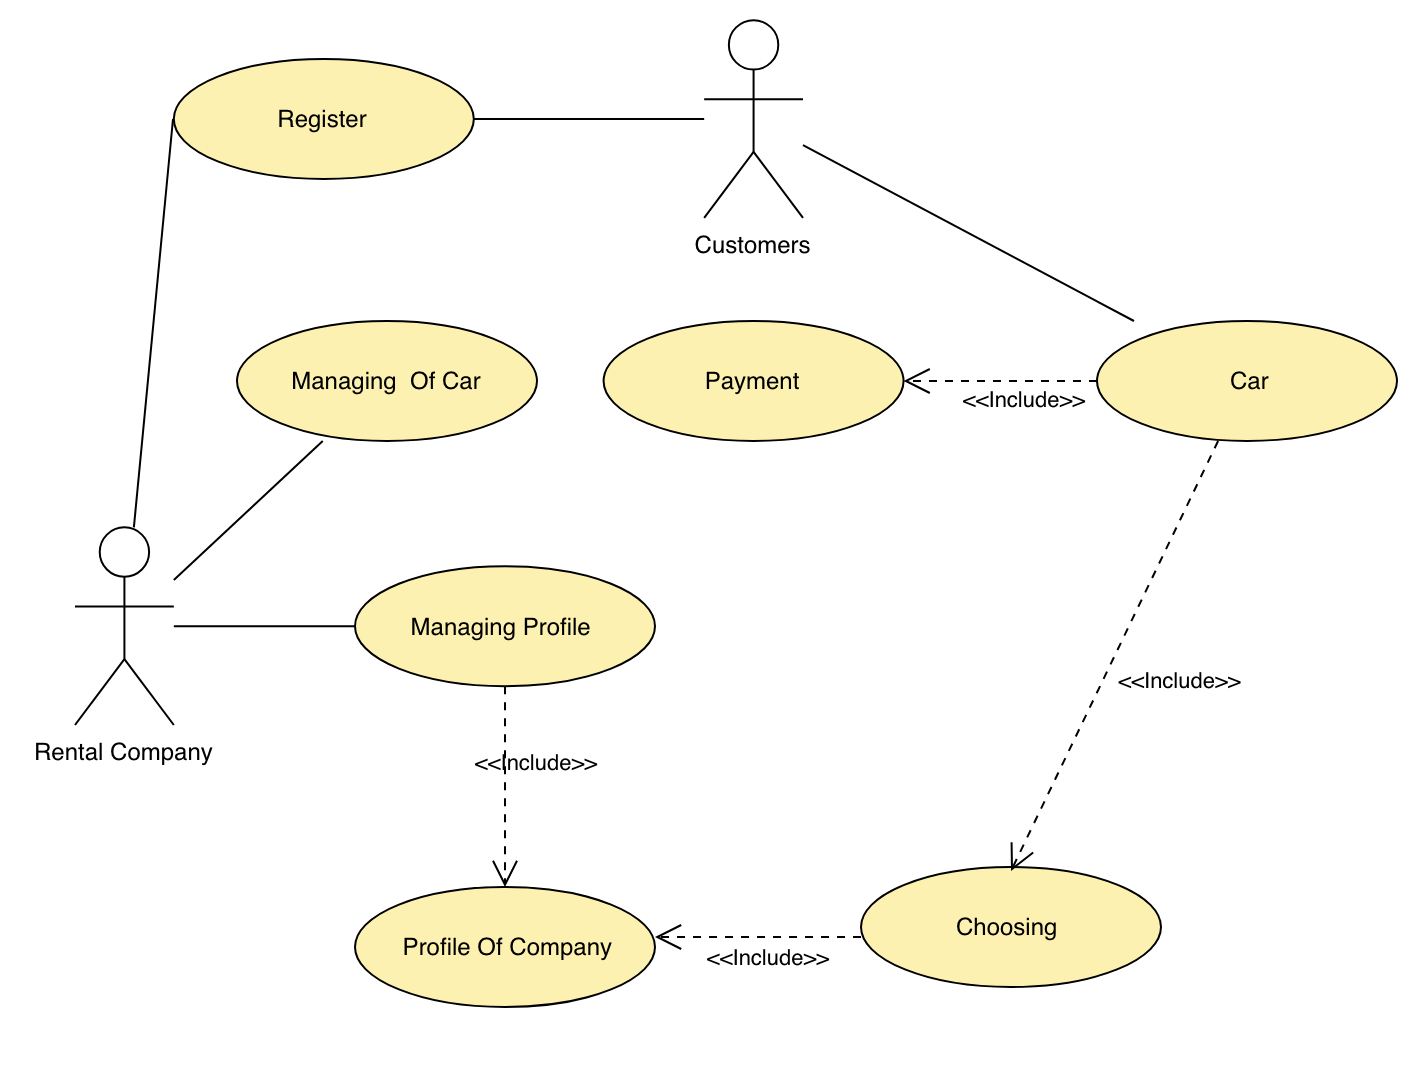 Register
Customers
Managing  Of Car
Payment
Car
<<Include>>
Managing Profile
<<Include>>
Rental Company
<<Include>>
Profile Of Company
Choosing
<<Include>>